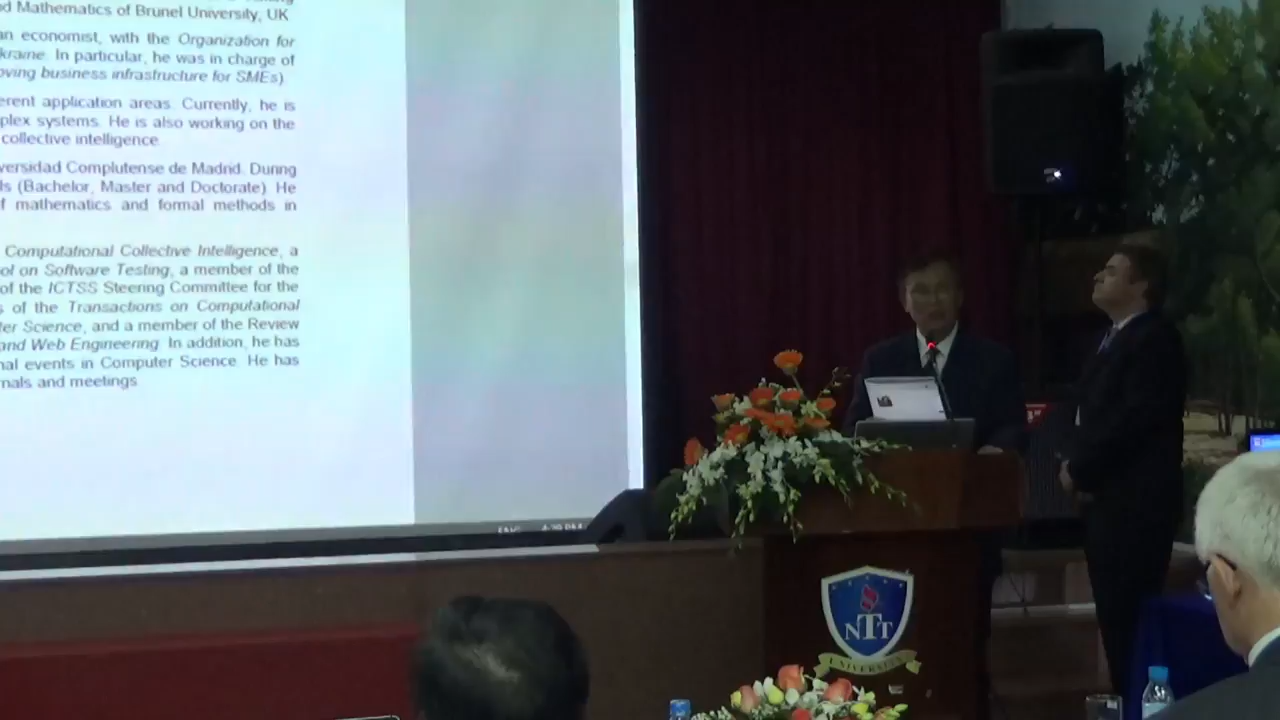 d Mathematics of Brunel University, UK
an economist, with the Organization for
kraine. In particular, he was in charge of
oving business infrastructure for SMEs)
erent application areas. Currently, he is
plex systems. He is also working on the
collective intelligence
versidad Complutense de Madrid. During
ls (Bachelor, Master and Doctorate). He
f mathematics and formal methods in
Computational Collective Intelligence, a
ol on Software Testing, a member of the
of the ICTSS Steering Committee for the
s of the Transactions on Computational
ter Science, and a member of the Review
and Web Engineering. In addition, he has
nal events in Computer Science. He has
rnals and meetings
NTT
UNIVERSITY